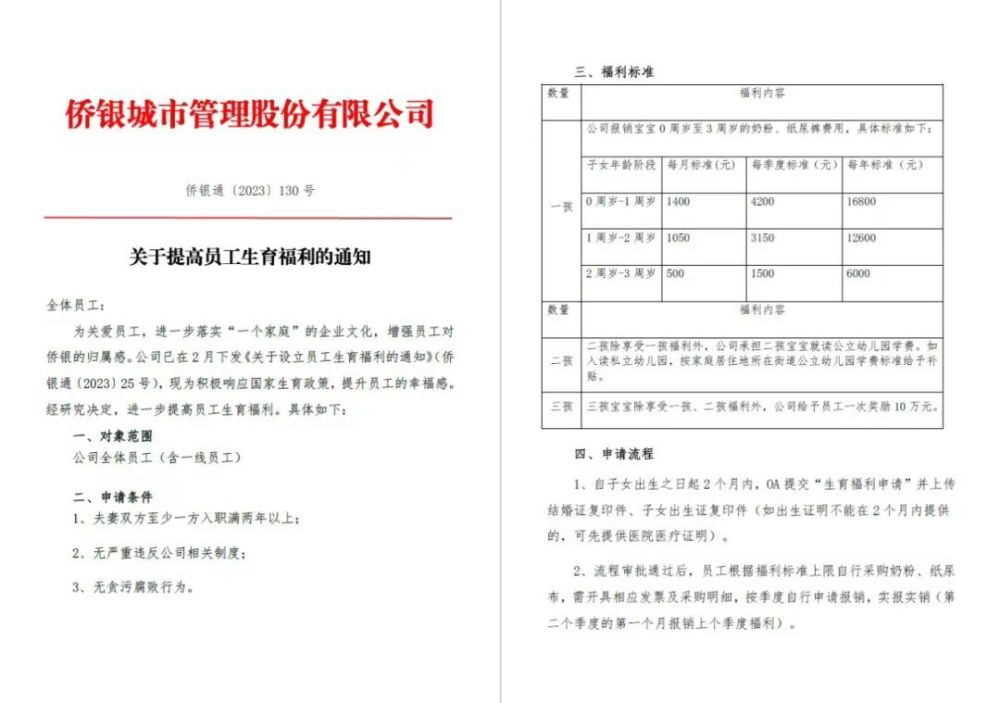 侨银城市管理股份有限公司
侨银通〔2023〕130 号
关于提高员工生育福利的通知
全体员工：
为关爱员工，进一步落实“一个家庭”的企业文化，增强员工对
侨银的归属感。公司已在 2 月下发《关于设立员工生育福利的通知》（侨
银通〔2023〕25 号），现为积极响应国家生育政策，提升员工的幸福感。
经研究决定，进一步提高员工生育福利。具体如下：
一、对象范围
公司全体员工（含一线员工）
二、申请条件
1、夫妻双方至少一方入职满两年以上；
2、无严重违反公司相关制度；
3、无贪污腐败行为。
三、福利标准
数量 福利内容
一孩
公司报销宝宝 0 周岁至 3 周岁的奶粉、纸尿裤费用，具体标准如下：
子女年龄阶段 每月标准(元) 每季度标准（元） 每年标准（元）
0 周岁-1 周岁 1400 4200 16800
1 周岁-2 周岁 1050 3150 12600
2 周岁-3 周岁 500 1500 6000
数量 福利内容
二孩
二孩除享受一孩福利外，公司承担二孩宝宝就读公立幼儿园学费。如
入读私立幼儿园，按家庭居住地所在街道公立幼儿园学费标准给予补
贴。
三孩 三孩宝宝除享受一孩、二孩福利外，公司给予员工一次奖励 10 万元。
四、申请流程
1、自子女出生之日起 2 个月内，OA 提交“生育福利申请”并上传
结婚证复印件、子女出生证复印件（如出生证明不能在 2 个月内提供
的，可先提供医院医疗证明）。
2、流程审批通过后，员工根据福利标准上限自行采购奶粉、纸尿
布，需开具相应发票及采购明细，按季度自行申请报销，实报实销（第
二个季度的第一个月报销上个季度福利）。